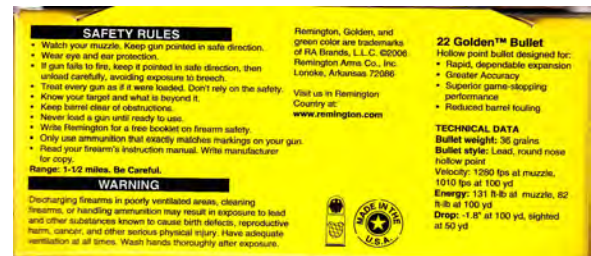 SAFETY RULES
• Watch your muzzle. Keep gun pointed in safe direction.
• Wear eye and ear protection.
• If gun fails to fire, keep it pointed in safe direction, then
unload carefully, avoiding exposure to breech.
• Treat every gun as if it were loaded. Don't rely on the safety.
• Know your target and what is beyond it.
• Keep barrel clear of obstructions.
• Never load a gun until ready to use.
• Write Remington for a free booklet on firearm safety.
• Only use ammunition that exactly matches markings on your gun.
• Read your firearm's instruction manual. Write manufacturer
for copy.
Range: 1-1/2 miles. Be Careful.
WARNING
Discharging firearms in poorly ventilated areas, cleaning
firearms, or handling ammunition may result in exposure to lead
and other substances known to cause birth defects, reproductive
harm, cancer, and other serious physical injury. Have adequate
ventilation at all times. Wash hands thoroughly after exposure.
Remington, Golden, and
green color are trademarks
of RA Brands, L.L.C. ©2006
Remington Arms Co., Inc.
Lonoke, Arkansas 72086
Visit us in Remington
Country at:
www.remington.com
MADE IN THE
U.S.A.
22 Golden™ Bullet
Hollow point bullet designed for:
• Rapid, dependable expansion
• Greater Accuracy
• Superior game-stopping
performance
• Reduced barrel fouling
TECHNICAL DATA
Bullet weight: 36 grains
Bullet style: Lead, round nose
hollow point
Velocity: 1280 fps at muzzle,
1010 fps at 100 yd
Energy: 131 ft-lb at muzzle, 82
ft-lb at 100 yd
Drop: -1.8" at 100 yd, sighted
at 50 yd